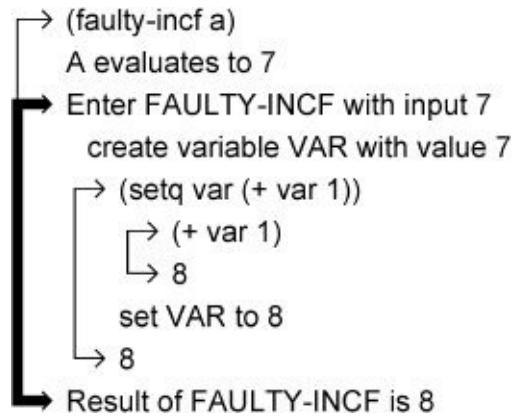 (faulty-incf a)
A evaluates to 7
Enter FAULTY-INCF with input 7
create variable VAR with value 7
(setq var (+ var 1))
(+ var 1)
8
set VAR to 8
8
Result of FAULTY-INCF is 8